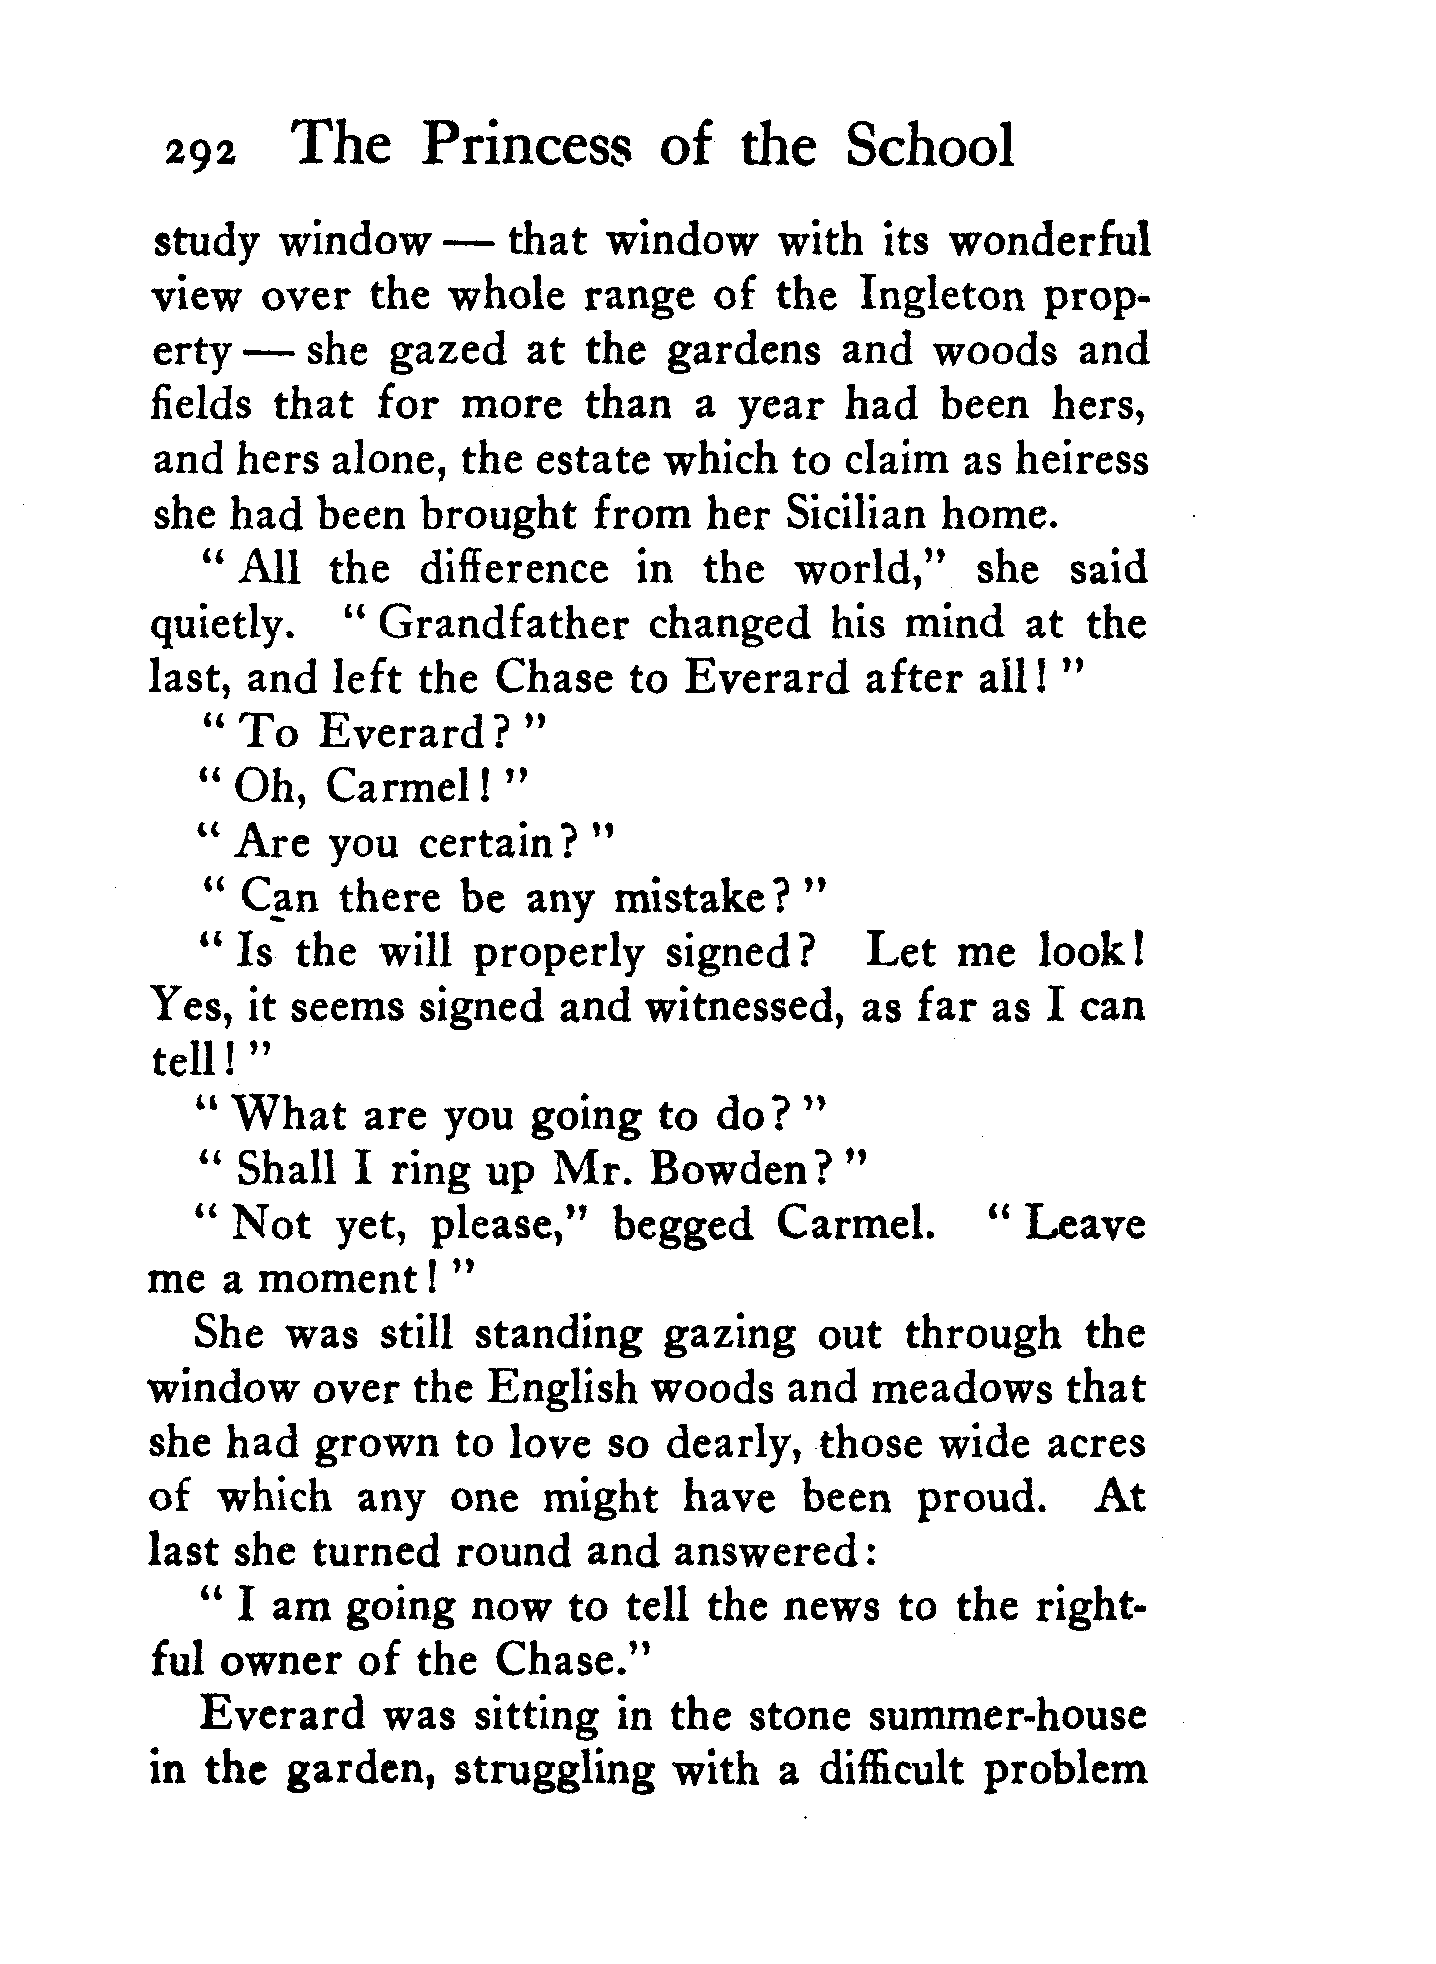 292 The Princess of the School
study window — that window with its wonderful
view over the whole range of the Ingleton prop-
erty — she gazed at the gardens and woods and
fields that for more than a year had been hers,
and hers alone, the estate which to claim as heiress
she had been brought from her Sicilian home.
“ All the difference in the world,” she said
quietly. “ Grandfather changed his mind at the
last, and left the Chase to Everard after all! ”
“ To Everard? ”
“ Oh, Carmel! ”
“ Are you certain? ”
“ Can there be any mistake? ”
“ Is the will properly signed? Let me look!
Yes, it seems signed and witnessed, as far as I can
tell! ”
“ What are you going to do? ”
“ Shall I ring up Mr. Bowden? ”
“ Not yet, please,” begged Carmel. “ Leave
me a moment! ”
She was still standing gazing out through the
window over the English woods and meadows that
she had grown to love so dearly, those wide acres
of which any one might have been proud. At
last she turned round and answered:
“ I am going now to tell the news to the right-
ful owner of the Chase.”
Everard was sitting in the stone summer-house
in the garden, struggling with a difficult problem